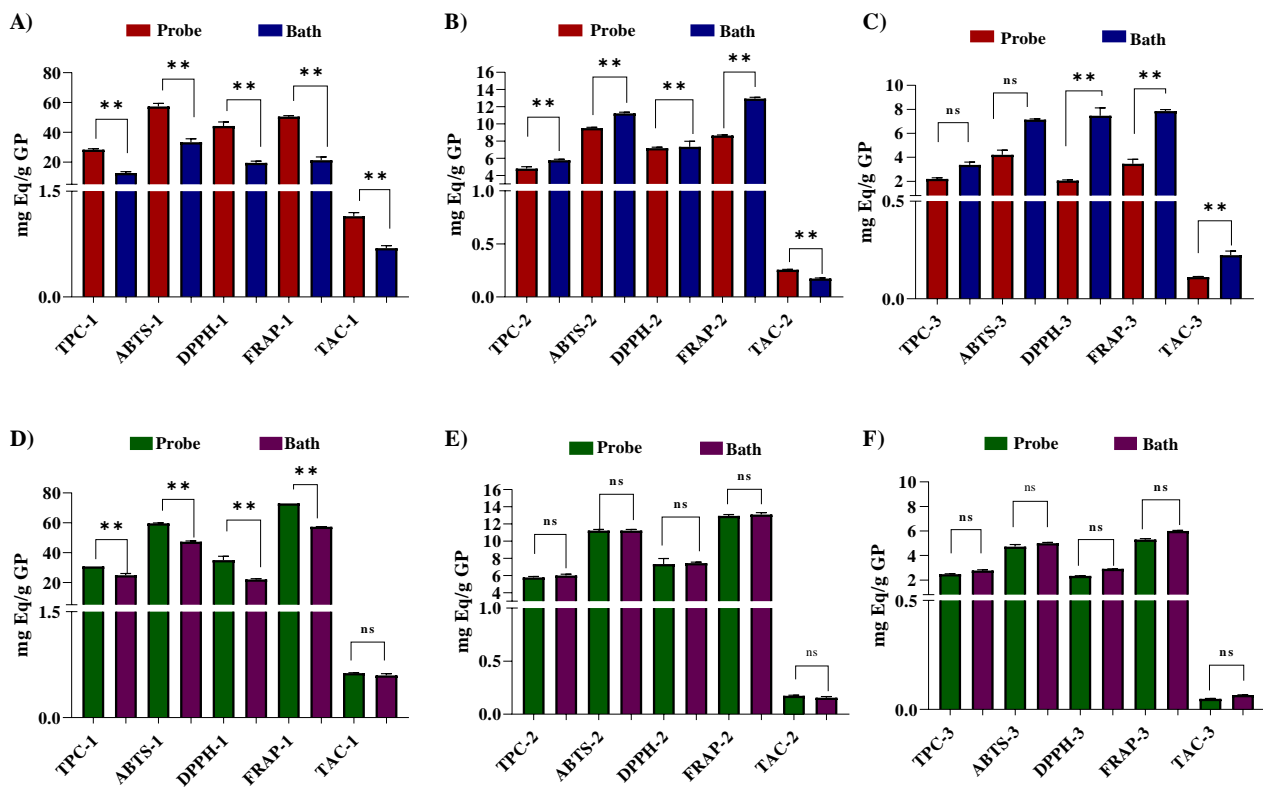 A)
Probe
Bath
mg Eq/g GP
80
60
40
20
1.5
0.0
**
**
**
**
**
TPC-1
ABTS-1
DPPH-1
FRAP-1
TAC-1
B)
Probe
Bath
mg Eq/g GP
16
14
12
10
8
6
4
1.0
0.5
0.0
**
**
**
**
**
TPC-2
ABTS-2
DPPH-2
FRAP-2
TAC-2
C)
Probe
Bath
mg Eq/g GP
10
8
6
4
2
0.5
0.0
ns
ns
**
**
**
TPC-3
ABTS-3
DPPH-3
FRAP-3
TAC-3
D)
Probe
Bath
mg Eq/g GP
80
60
40
20
1.5
0.0
**
**
**
**
ns
TPC-1
ABTS-1
DPPH-1
FRAP-1
TAC-1
E)
Probe
Bath
mg Eq/g GP
16
14
12
10
8
6
4
1.0
0.5
0.0
ns
ns
ns
ns
ns
TPC-2
ABTS-2
DPPH-2
FRAP-2
TAC-2
F)
Probe
Bath
mg Eq/g GP
10
8
6
4
2
0.5
0.0
ns
ns
ns
ns
ns
TPC-3
ABTS-3
DPPH-3
FRAP-3
TAC-3